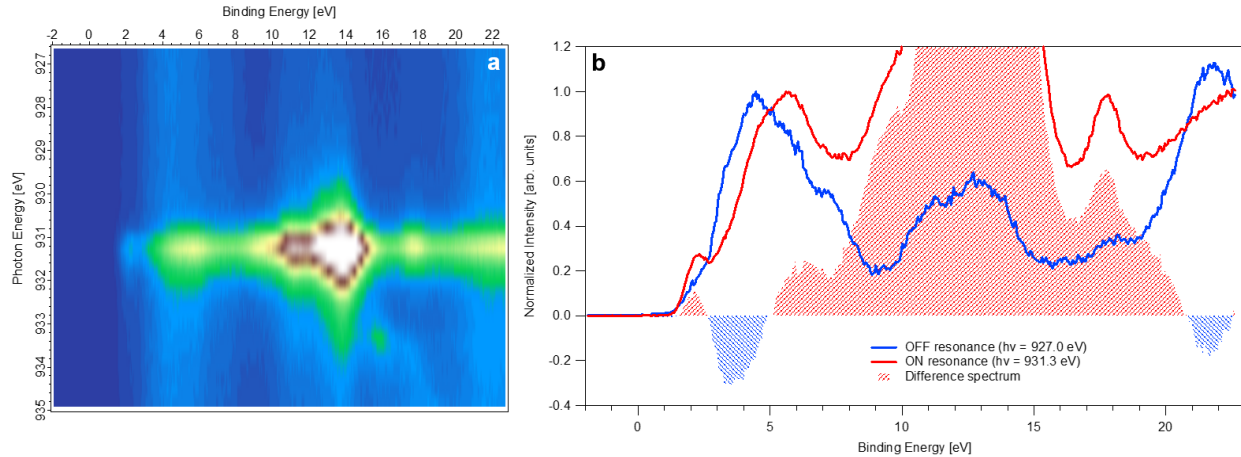 Binding Energy [eV]
-2 0 2 4 6 8 10 12 14 16 18 20 22
a
Photon Energy [eV]
927
928
929
930
931
932
933
934
935
b
Normalized Intensity [arb. units]
1.2
1.0
0.8
0.6
0.4
0.2
0.0
-0.2
-0.4
OFF resonance (hν = 927.0 eV)
ON resonance (hν = 931.3 eV)
Difference spectrum
0 5 10 15 20
Binding Energy [eV]